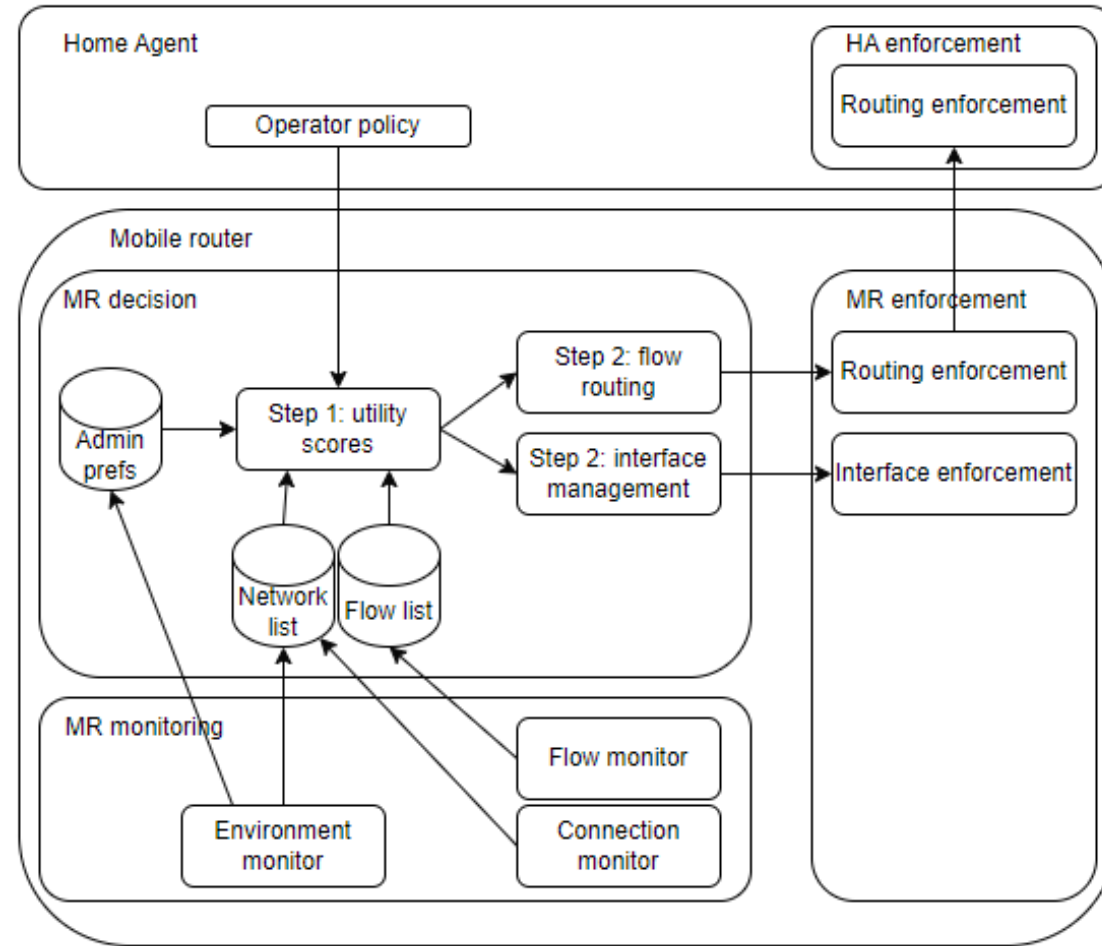 Home Agent
HA enforcement
Routing enforcement
Operator policy
Mobile router
MR decision
MR enforcement
Step 2: flow
routing
Routing enforcement
Step 1: utility
scores
Admin
prefs
Step 2: interface
management
Interface enforcement
Network
list
Flow list
MR monitoring
Flow monitor
Environment
monitor
Connection
monitor